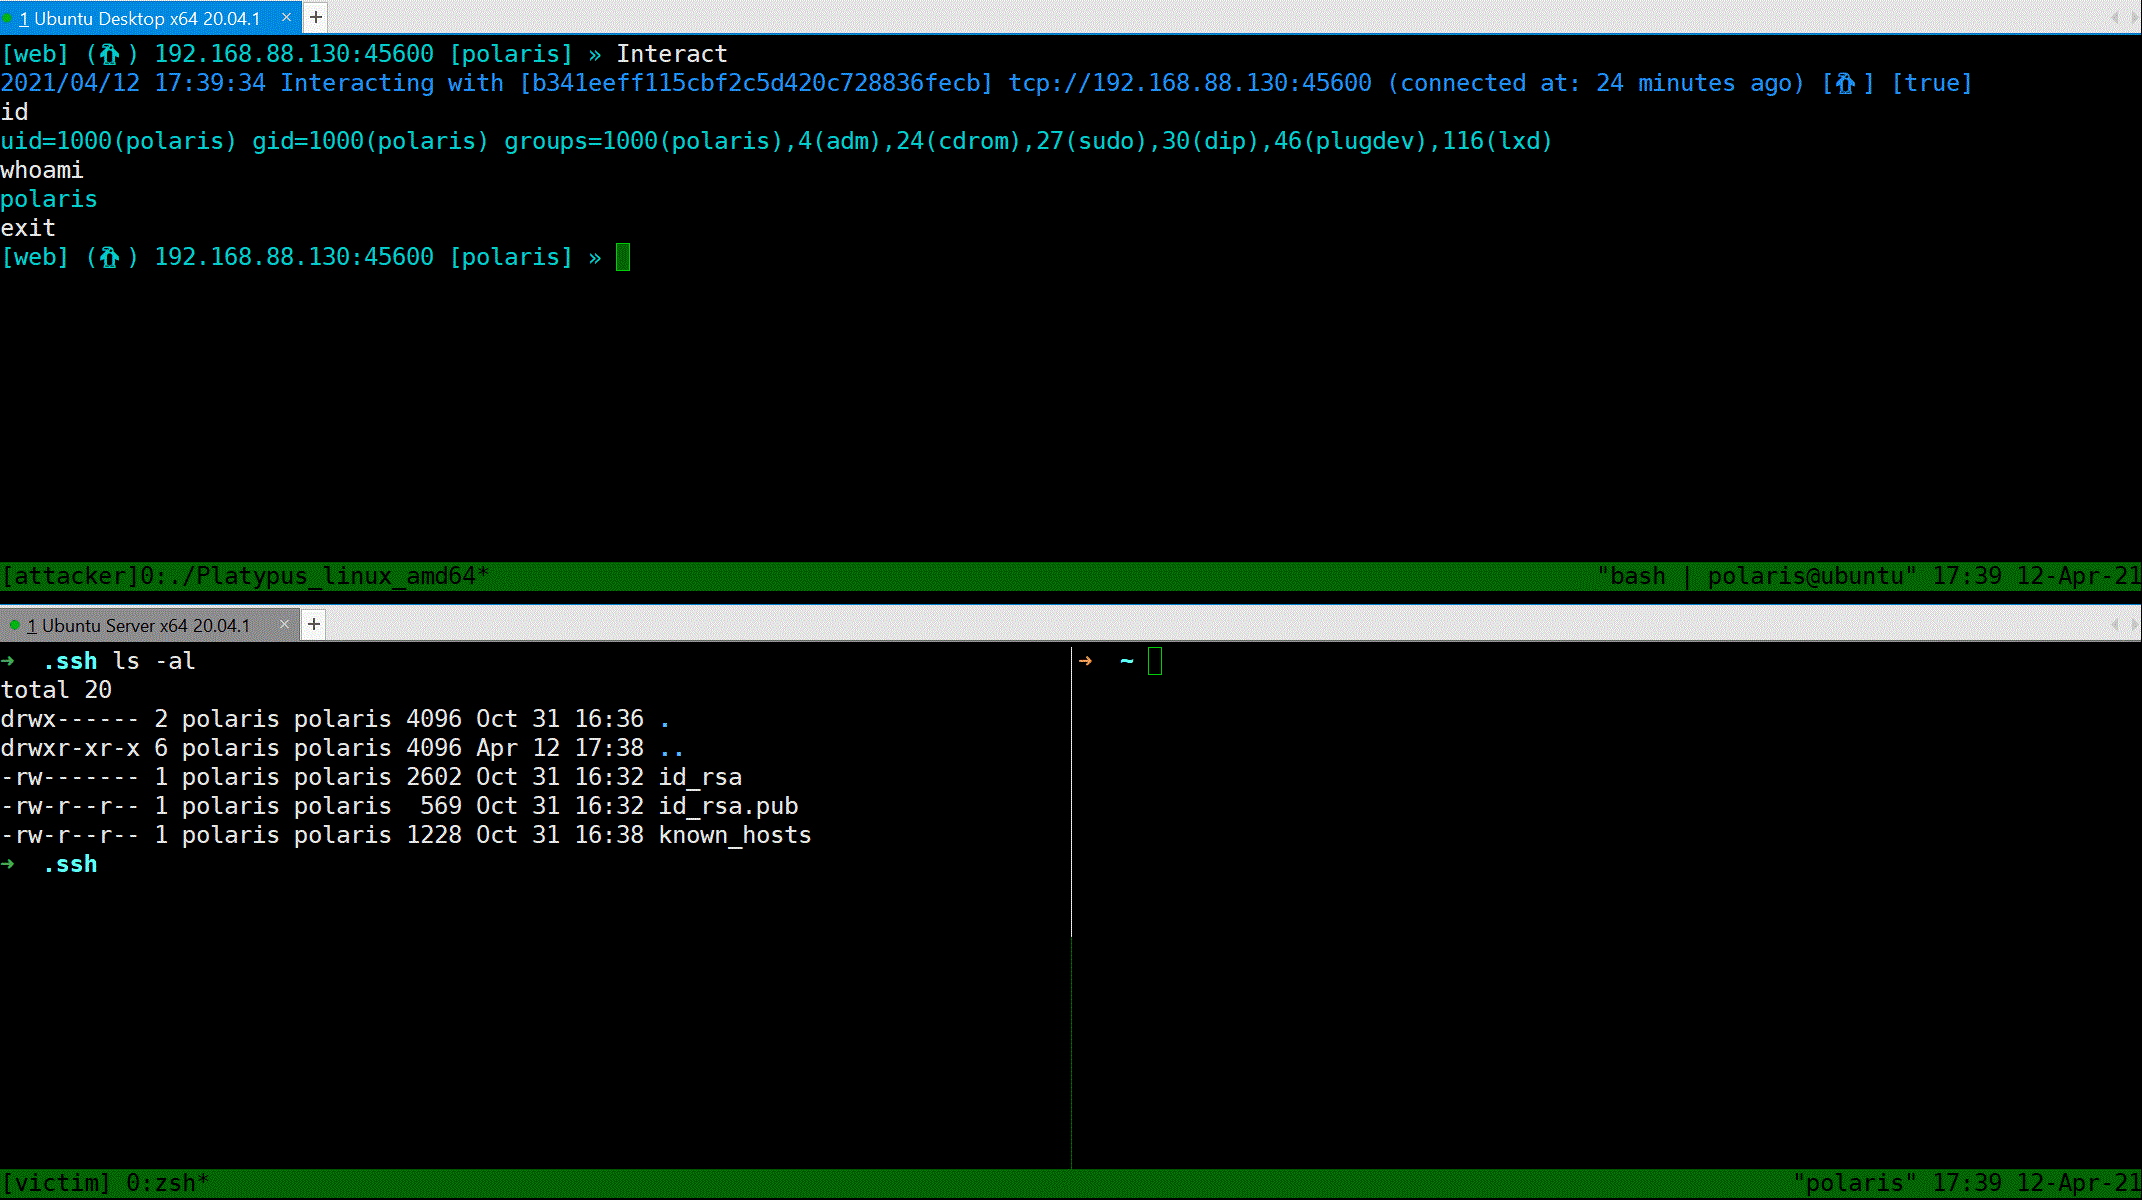 1 Ubuntu Desktop x64 20.04.1 × +
[web] (🐧) 192.168.88.130:45600 [polaris] » Interact
2021/04/12 17:39:34 Interacting with [b341eeff115cbf2c5d420c728836fecb] tcp://192.168.88.130:45600 (connected at: 24 minutes ago) [🐧] [true]
id
uid=1000(polaris) gid=1000(polaris) groups=1000(polaris),4(adm),24(cdrom),27(sudo),30(dip),46(plugdev),116(lxd)
whoami
polaris
exit
[web] (🐧) 192.168.88.130:45600 [polaris] »
[attacker]0:./Platypus_linux_amd64* "bash | polaris@ubuntu" 17:39 12-Apr-21
1 Ubuntu Server x64 20.04.1 × +
➜ .ssh ls -al
total 20
drwx------ 2 polaris polaris 4096 Oct 31 16:36 .
drwxr-xr-x 6 polaris polaris 4096 Apr 12 17:38 ..
-rw------- 1 polaris polaris 2602 Oct 31 16:32 id_rsa
-rw-r--r-- 1 polaris polaris  569 Oct 31 16:32 id_rsa.pub
-rw-r--r-- 1 polaris polaris 1228 Oct 31 16:38 known_hosts
➜ .ssh
➜ ~
[victim] 0:zsh* "polaris" 17:39 12-Apr-21